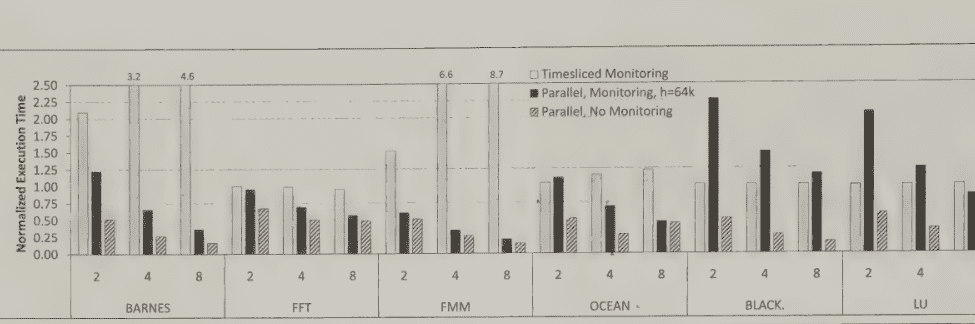 3.2 4.6 6.6 8.7
Timesliced Monitoring
Parallel, Monitoring, h=64k
Parallel, No Monitoring
Normalized Execution Time
2.50
2.25
2.00
1.75
1.50
1.25
1.00
0.75
0.50
0.25
0.00
2 4 8 2 4 8 2 4 8 2 4 8 2 4 8 2 4
BARNES FFT FMM OCEAN BLACK. LU